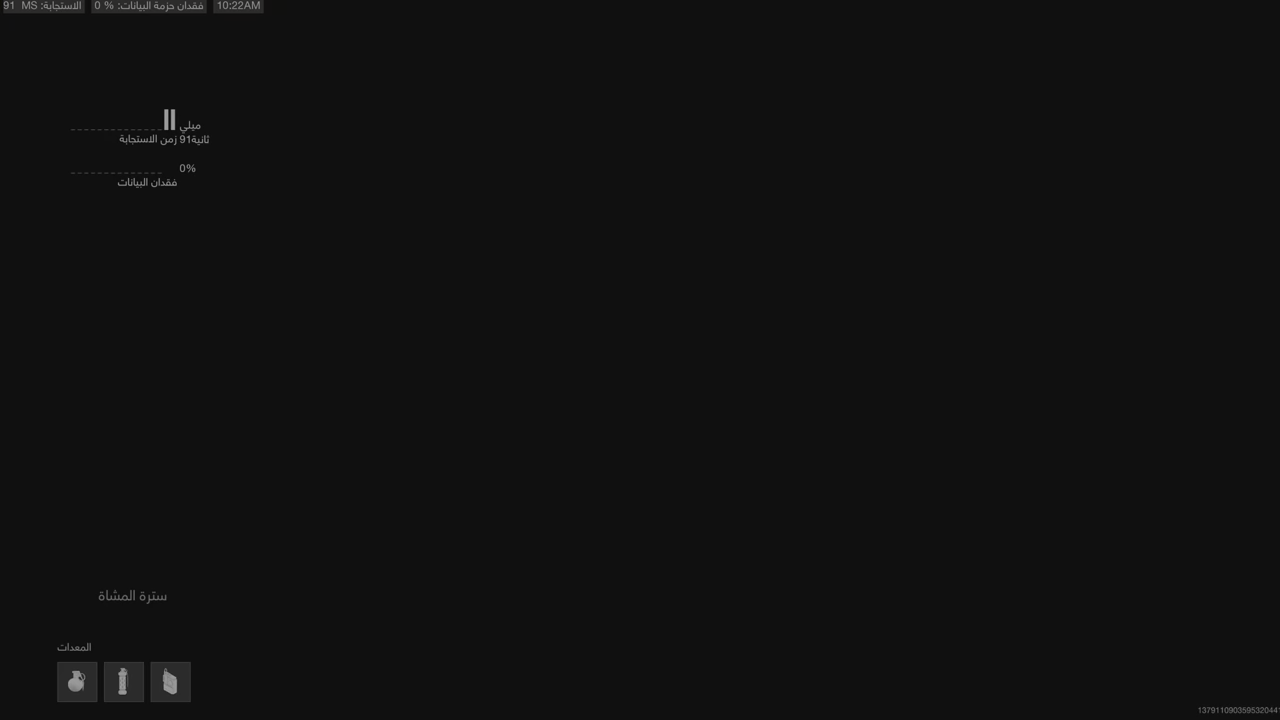 الاستجابة: 91 MS
فقدان حزمة البيانات: % 0
10:22AM
ميلي
ثانية91 زمن الاستجابة
0%
فقدان البيانات
سترة المشاة
المعدات
137911090359532044